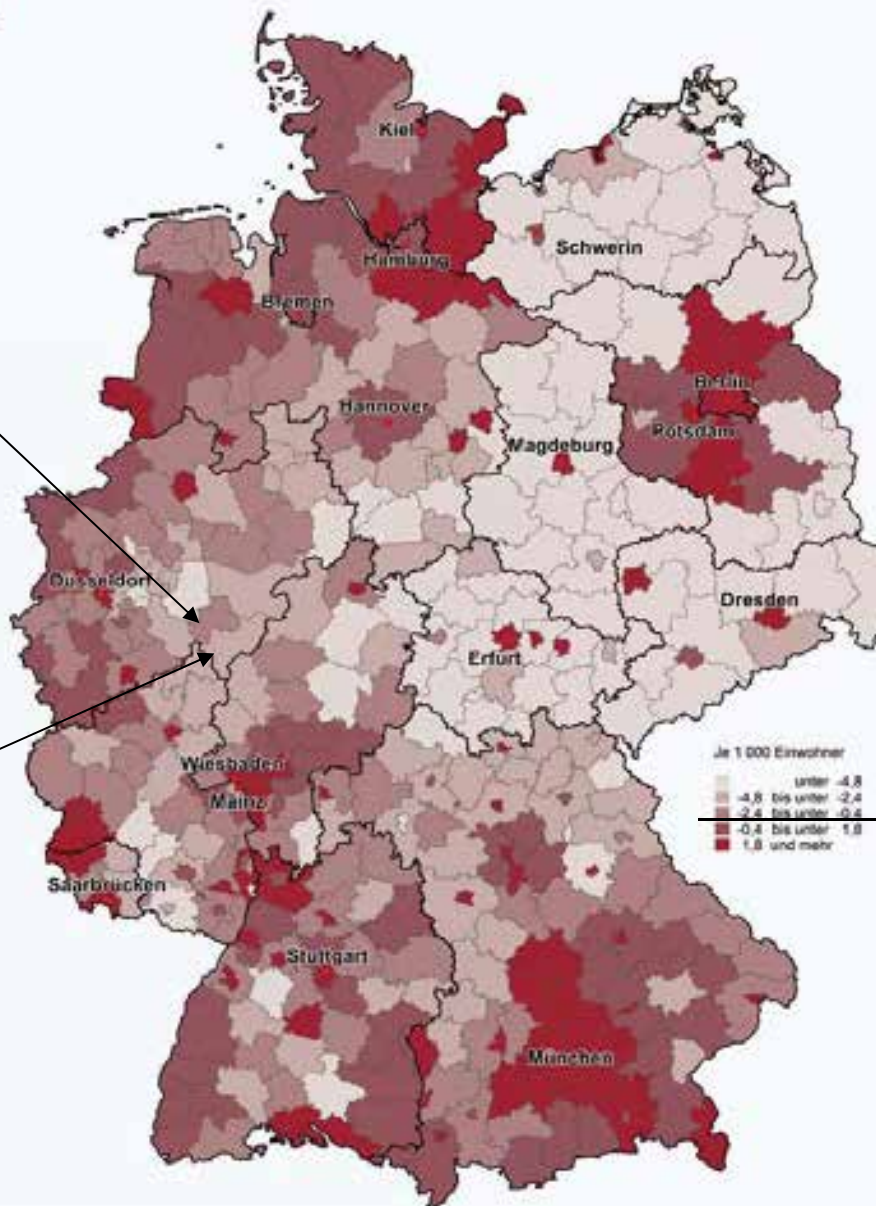 Kiel
Schwerin
Hamburg
Bremen
Berlin
Hannover
Potsdam
Magdeburg
Düsseldorf
Dresden
Erfurt
Wiesbaden
Mainz
Saarbrücken
Stuttgart
München
Je 1 000 Einwohner
unter -4,8
-4,8 bis unter -2,4
-2,4 bis unter -0,4
-0,4 bis unter 1,8
1,8 und mehr